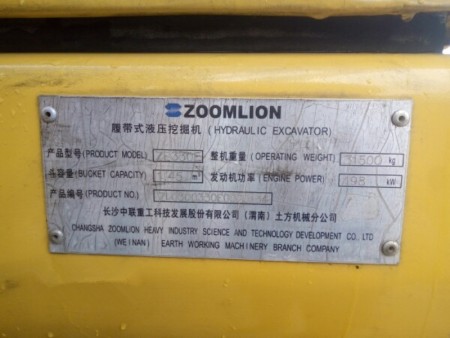 ZOOMLION
履带式液压挖掘机 (HYDRAULIC EXCAVATOR)
产品型号(PRODUCT MODEL) 整机重量(OPERATING WEIGHT) 31500 kg
斗容量(BUCKET CAPACITY) m³ 发动机功率(ENGINE POWER) 198 kW
产品编号(PRODUCT NO.)
长沙中联重工科技发展股份有限公司(渭南)土方机械分公司
CHANGSHA ZOOMLION HEAVY INDUSTRY SCIENCE AND TECHNOLOGY DEVELOPMENT CO., LTD
(WEINAN) EARTH WORKING MACHINERY BRANCH COMPANY